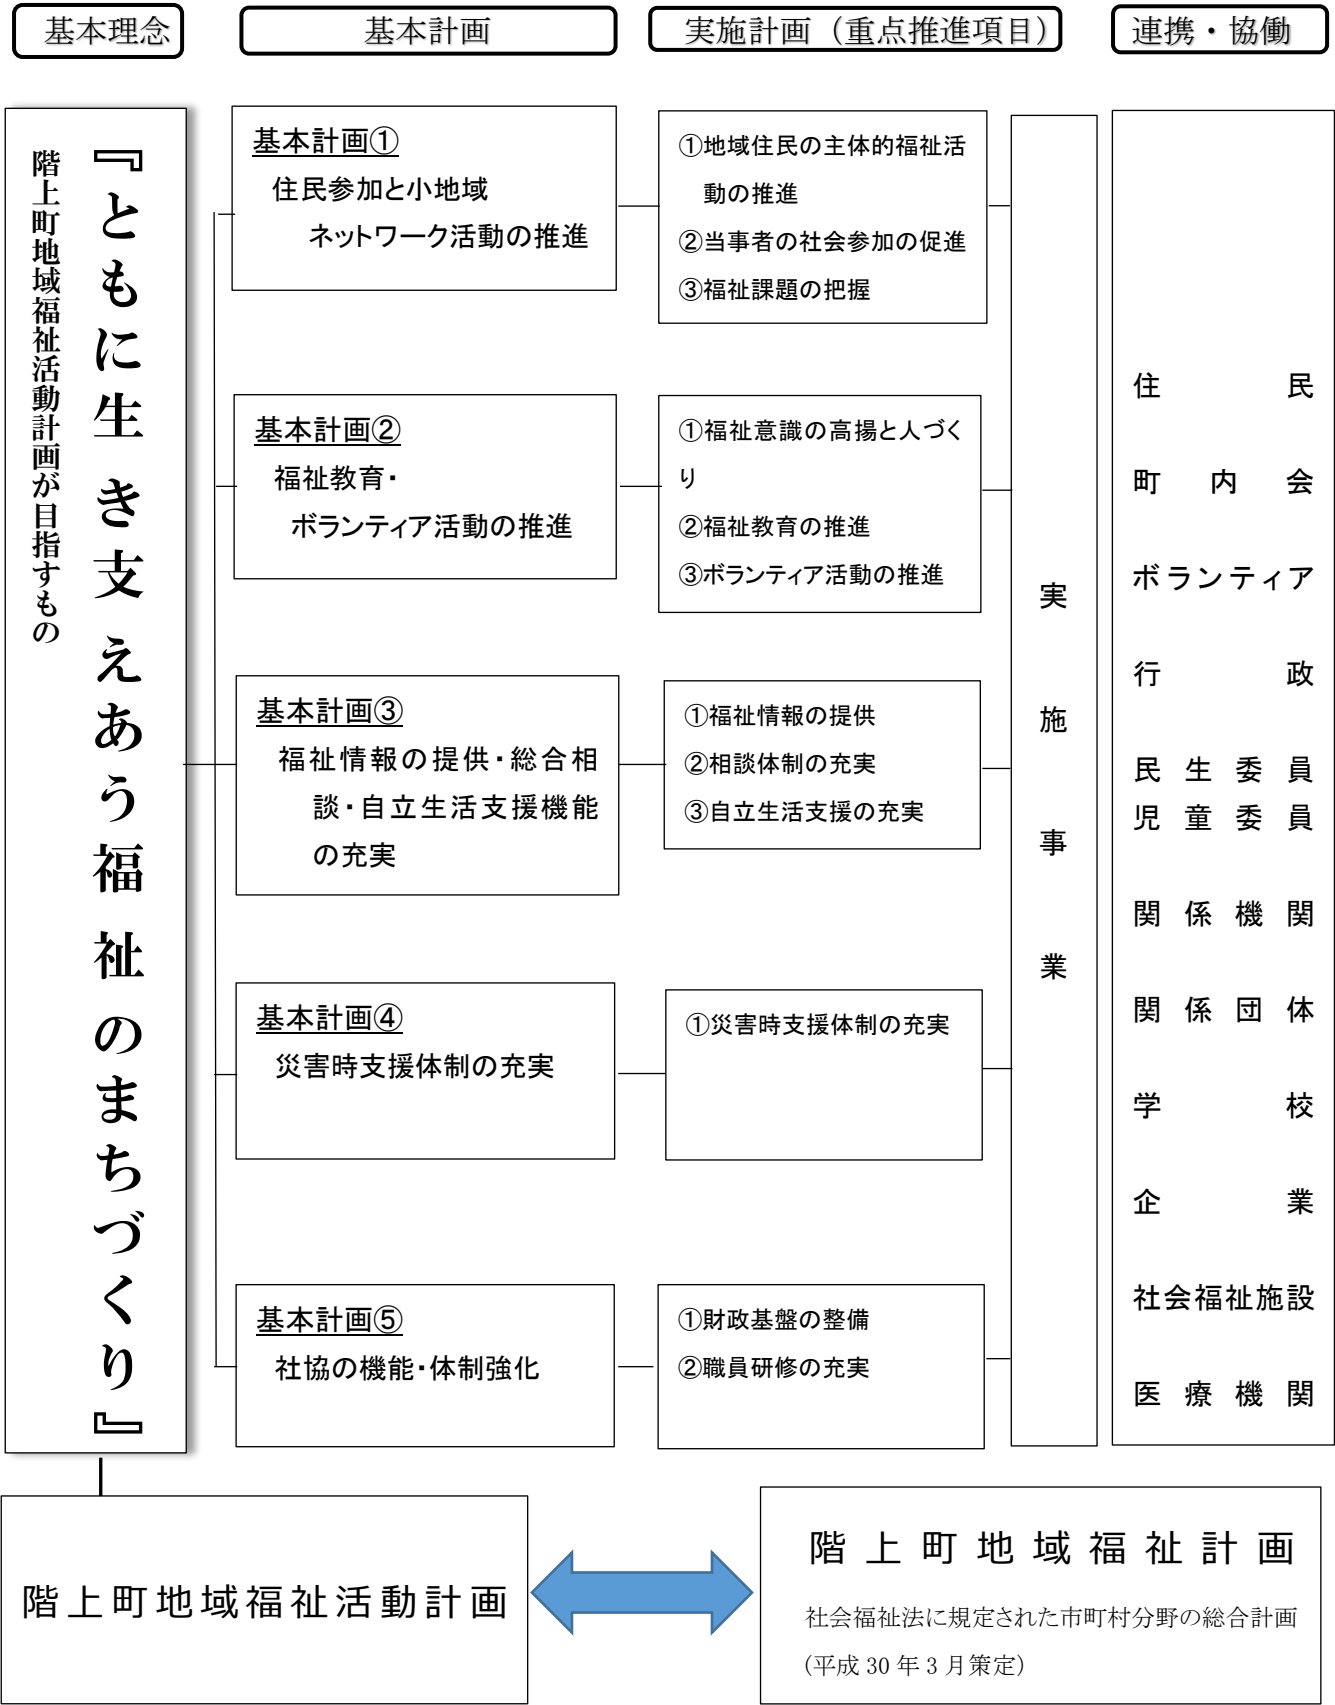 基本理念
基本計画
実施計画（重点推進項目）
連携・協働
階上町地域福祉活動計画が目指すもの
『ともに生き支えあう福祉のまちづくり』
基本計画①
住民参加と小地域
ネットワーク活動の推進
①地域住民の主体的福祉活
動の推進
②当事者の社会参加の促進
③福祉課題の把握
基本計画②
福祉教育・
ボランティア活動の推進
①福祉意識の高揚と人づく
り
②福祉教育の推進
③ボランティア活動の推進
基本計画③
福祉情報の提供・総合相
談・自立生活支援機能
の充実
①福祉情報の提供
②相談体制の充実
③自立生活支援の充実
基本計画④
災害時支援体制の充実
①災害時支援体制の充実
基本計画⑤
社協の機能・体制強化
①財政基盤の整備
②職員研修の充実
実施事業
住民
町内会
ボランティア
行政
民生委員
児童委員
関係機関
関係団体
学校
企業
社会福祉施設
医療機関
階上町地域福祉活動計画
階上町地域福祉計画
社会福祉法に規定された市町村分野の総合計画
(平成 30 年 3 月策定)